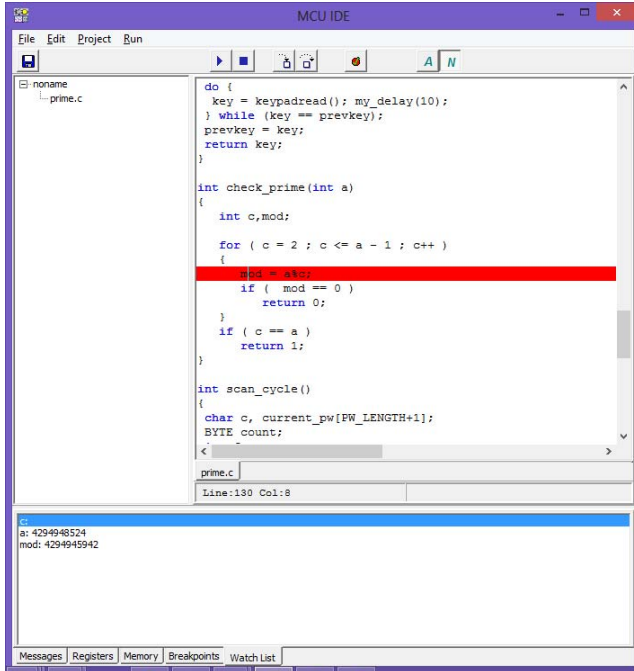 MCU IDE
File Edit Project Run
A N
noname
prime.c
do {
key = keypadread(); my_delay(10);
} while (key == prevkey);
prevkey = key;
return key;
}
int check_prime(int a)
{
int c,mod;
for ( c = 2 ; c <= a - 1 ; c++ )
{
mod = a%c;
if ( mod == 0 )
return 0;
}
if ( c == a )
return 1;
}
int scan_cycle()
{
char c, current_pw[PW_LENGTH+1];
BYTE count;
prime.c
Line:130 Col:8
c:
a: 4294948524
mod: 4294945942
Messages Registers Memory Breakpoints Watch List